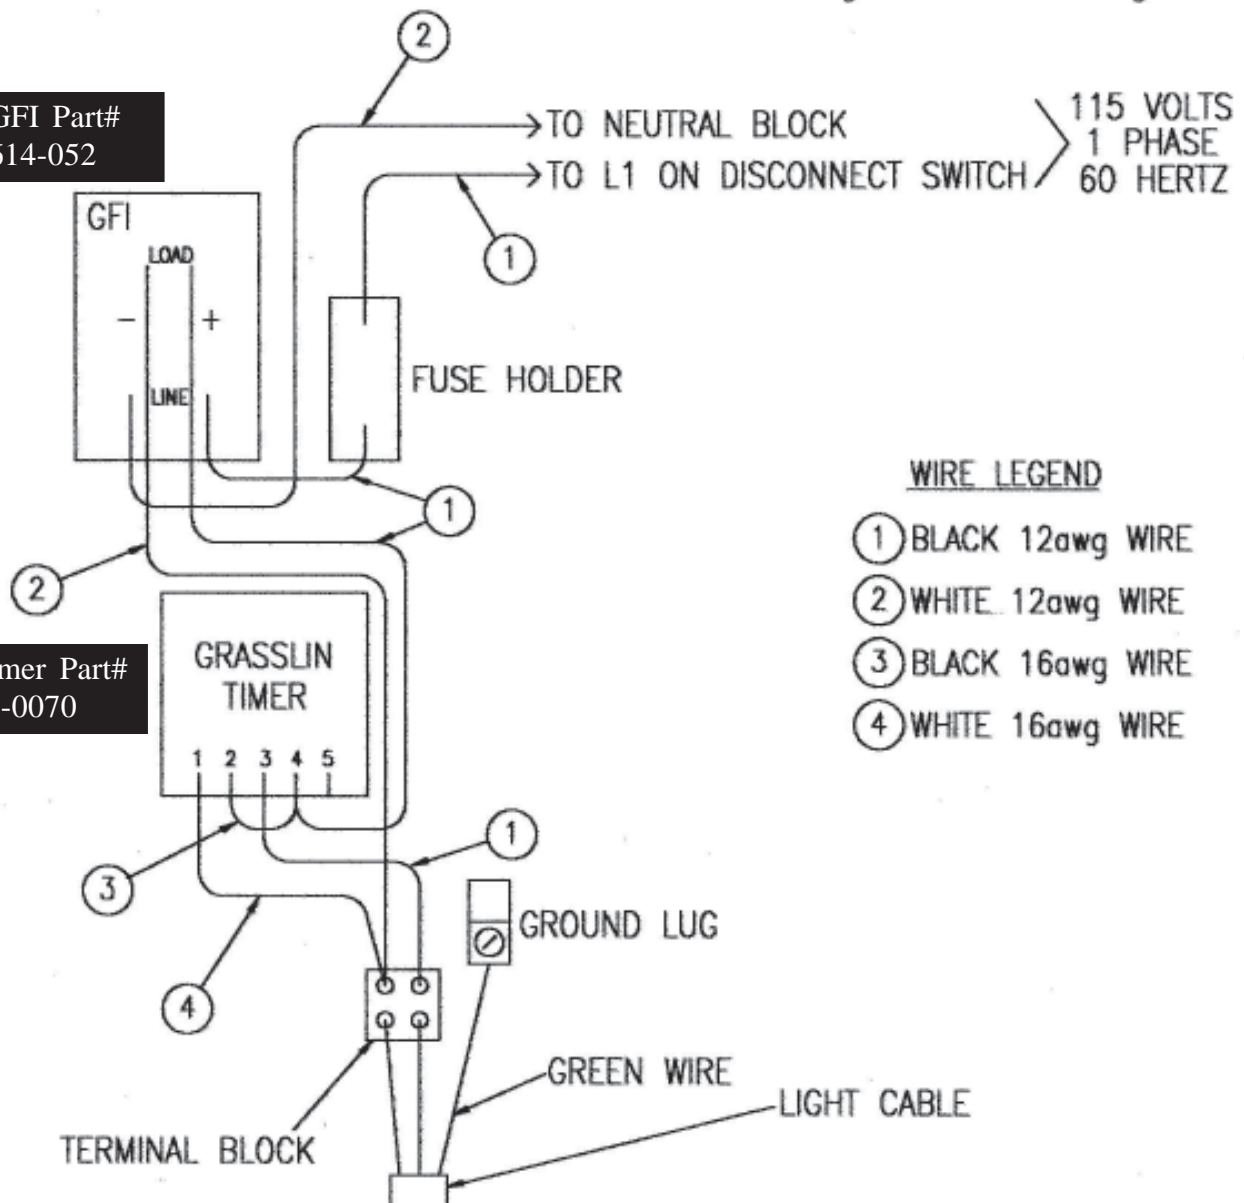 2
GFI Part#
614-052
TO NEUTRAL BLOCK
TO L1 ON DISCONNECT SWITCH
115 VOLTS
1 PHASE
60 HERTZ
GFI
LOAD
- +
LINE
1
FUSE HOLDER
1
2
WIRE LEGEND
1 BLACK 12awg WIRE
2 WHITE 12awg WIRE
3 BLACK 16awg WIRE
4 WHITE 16awg WIRE
GRASSLIN
TIMER
1 2 3 4 5
Part#
-0070
1
3
GROUND LUG
4
GREEN WIRE
LIGHT CABLE
TERMINAL BLOCK